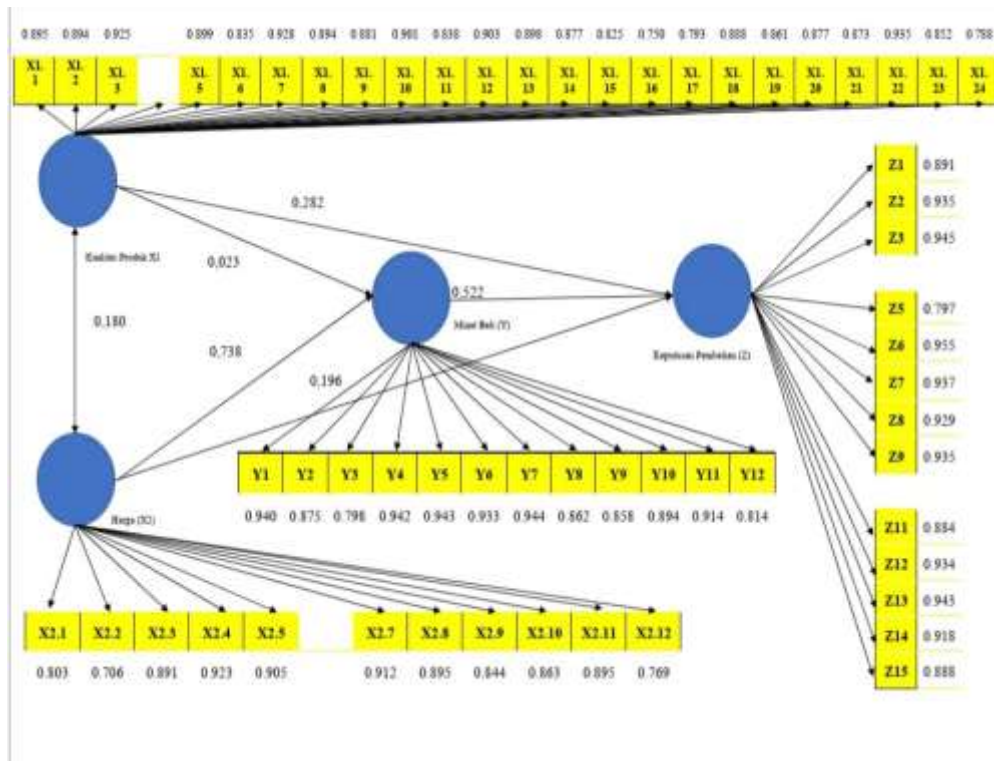 0.895 0.894 0.925 0.899 0.835 0.928 0.894 0.881 0.838 0.903 0.898 0.877 0.825 0.793 0.888 0.861 0.877 0.873 0.935 0.852 0.788
X1. 1 X1. 2 X1. 3 X1. 5 X1. 6 X1. 7 X1. 8 X1. 9 X1. 10 X1. 11 X1. 12 X1. 13 X1. 14 X1. 15 X1. 16 X1. 17 X1. 18 X1. 19 X1. 20 X1. 21 X1. 22 X1. 23 X1. 24
Z1 0.891
Z2 0.935
Z3 0.945
0.282
Kualitas Produk X1
0.023
0.522
0.180
Minat Beli (Y)
Keputusan Pembelian (Z)
0.738
0.196
Z5 0.797
Z6 0.955
Z7 0.937
Z8 0.929
Z9 0.935
Y1 Y2 Y3 Y4 Y5 Y6 Y7 Y8 Y9 Y10 Y11 Y12
0.940 0.875 0.798 0.942 0.943 0.933 0.944 0.862 0.858 0.894 0.914 0.814
Harga (X2)
Z11 0.884
Z12 0.934
Z13 0.943
Z14 0.918
Z15 0.888
X2.1 X2.2 X2.3 X2.4 X2.5 X2.7 X2.8 X2.9 X2.10 X2.11 X2.12
0.803 0.706 0.891 0.923 0.905 0.912 0.895 0.844 0.863 0.895 0.769